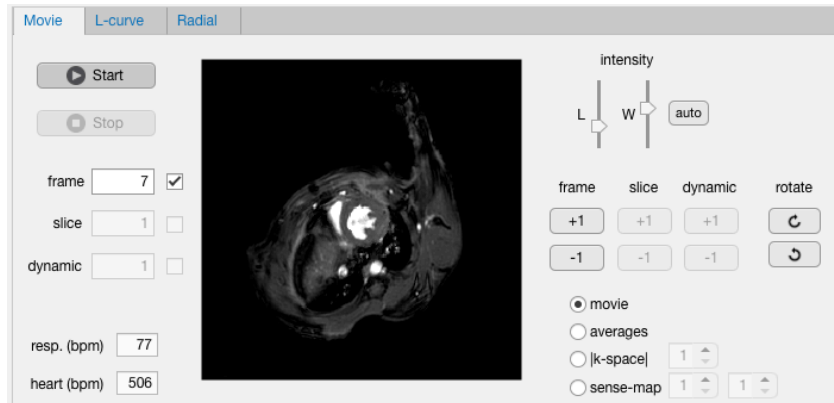 Movie L-curve Radial
Start
Stop
frame 7
slice 1
dynamic 1
resp. (bpm) 77
heart (bpm) 506
intensity
L W auto
frame slice dynamic rotate
+1 +1 +1
-1 -1 -1
movie
averages
|k-space| 1
sense-map 1 1